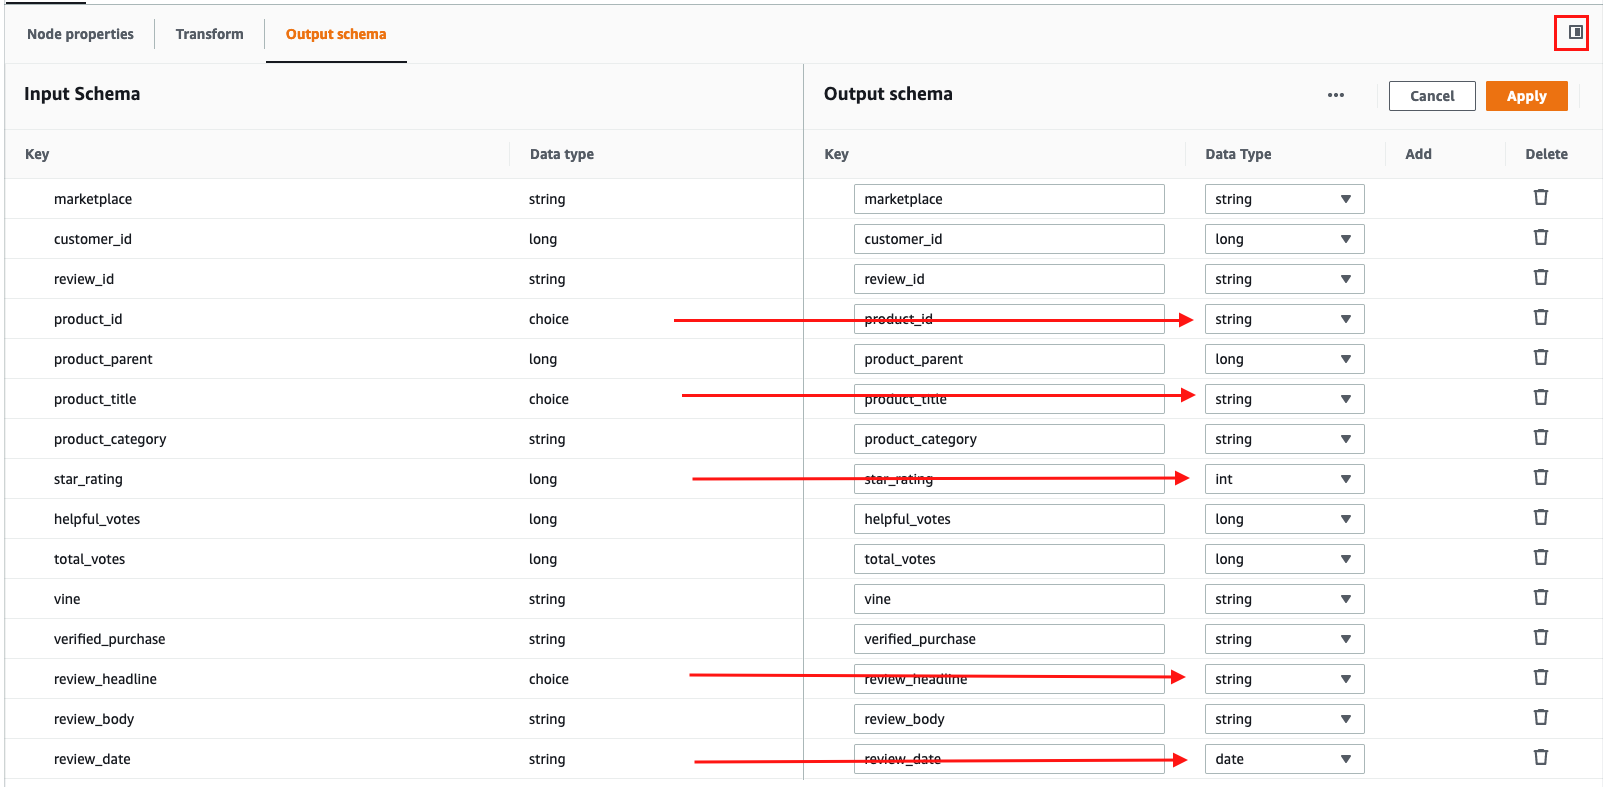 Node properties Transform Output schema
Input Schema Output schema ••• Cancel Apply
Key Data type Key Data Type Add Delete
marketplace string marketplace string
customer_id long customer_id long
review_id string review_id string
product_id choice product_id string
product_parent long product_parent long
product_title choice product_title string
product_category string product_category string
star_rating long star_rating int
helpful_votes long helpful_votes long
total_votes long total_votes long
vine string vine string
verified_purchase string verified_purchase string
review_headline choice review_headline string
review_body string review_body string
review_date string review_date date